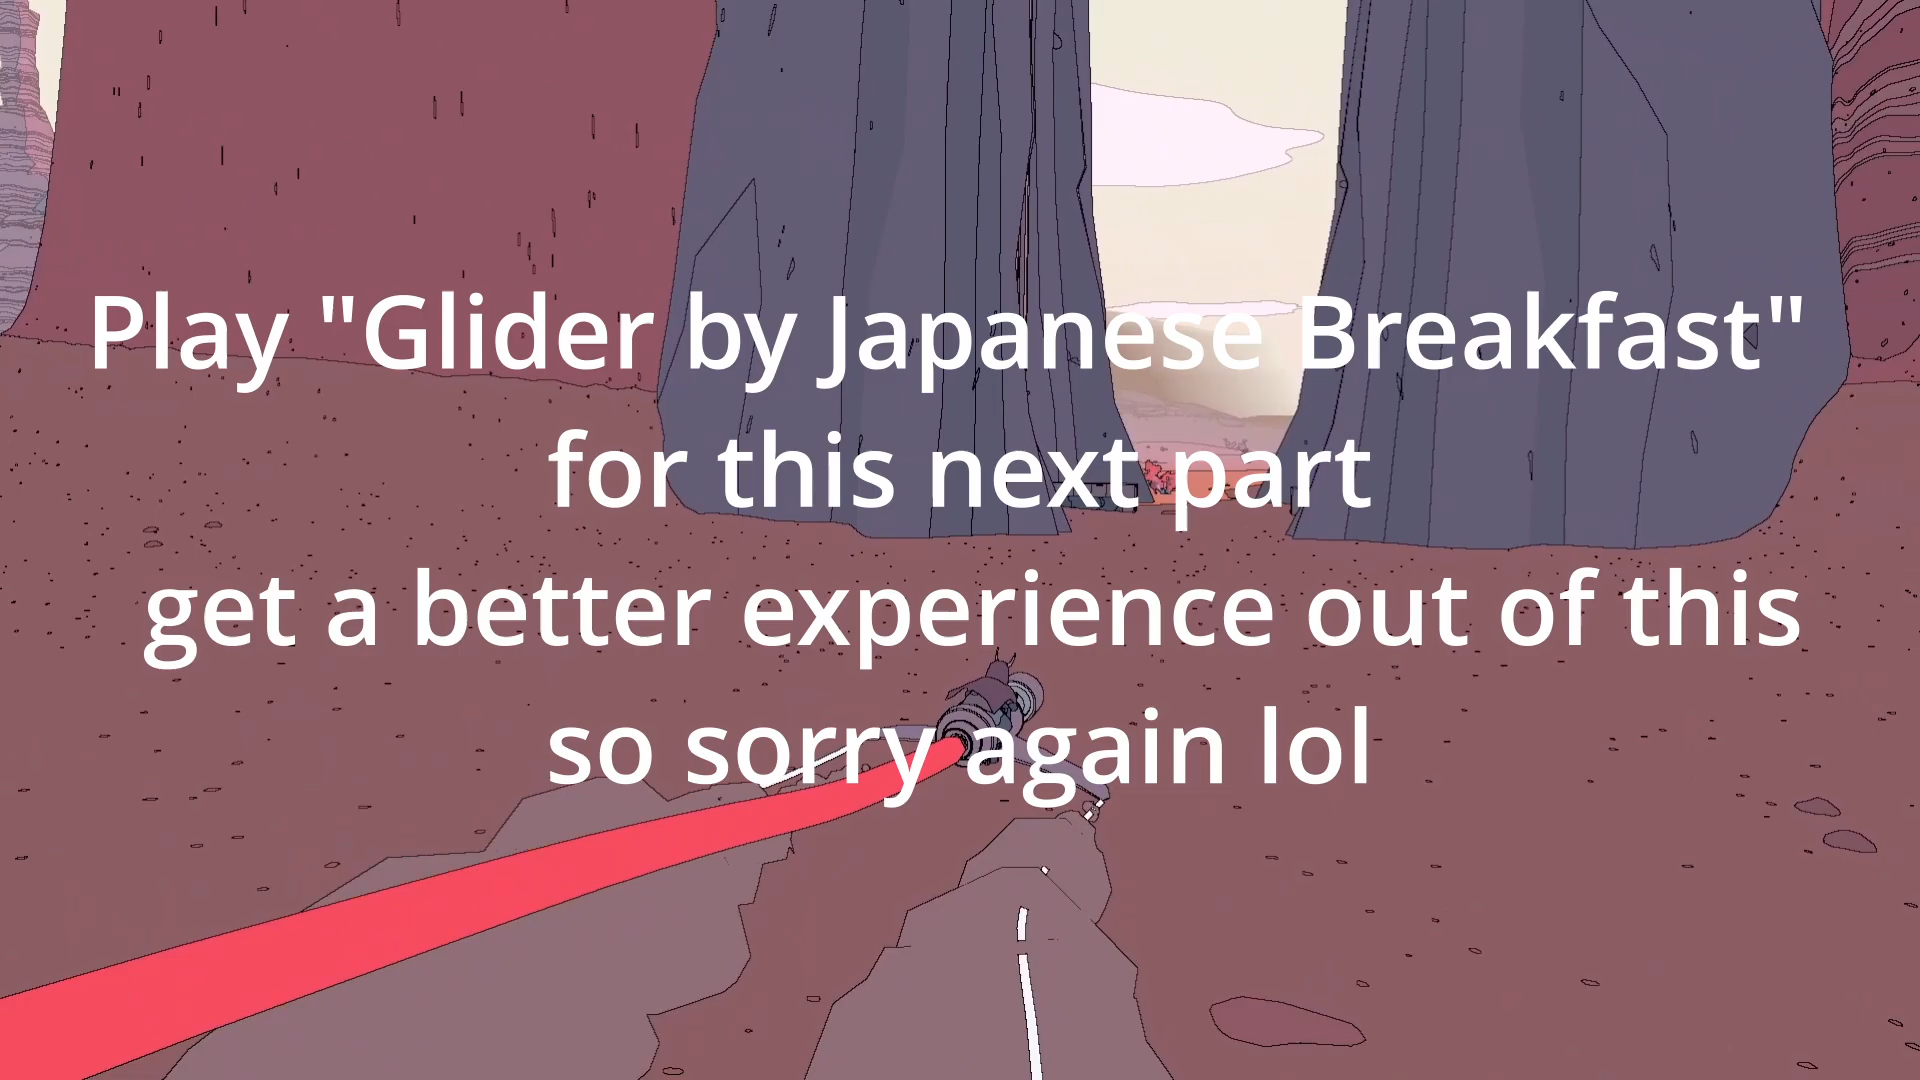 Play "Glider by Japanese Breakfast"
for this next part
get a better experience out of this
so sorry again lol